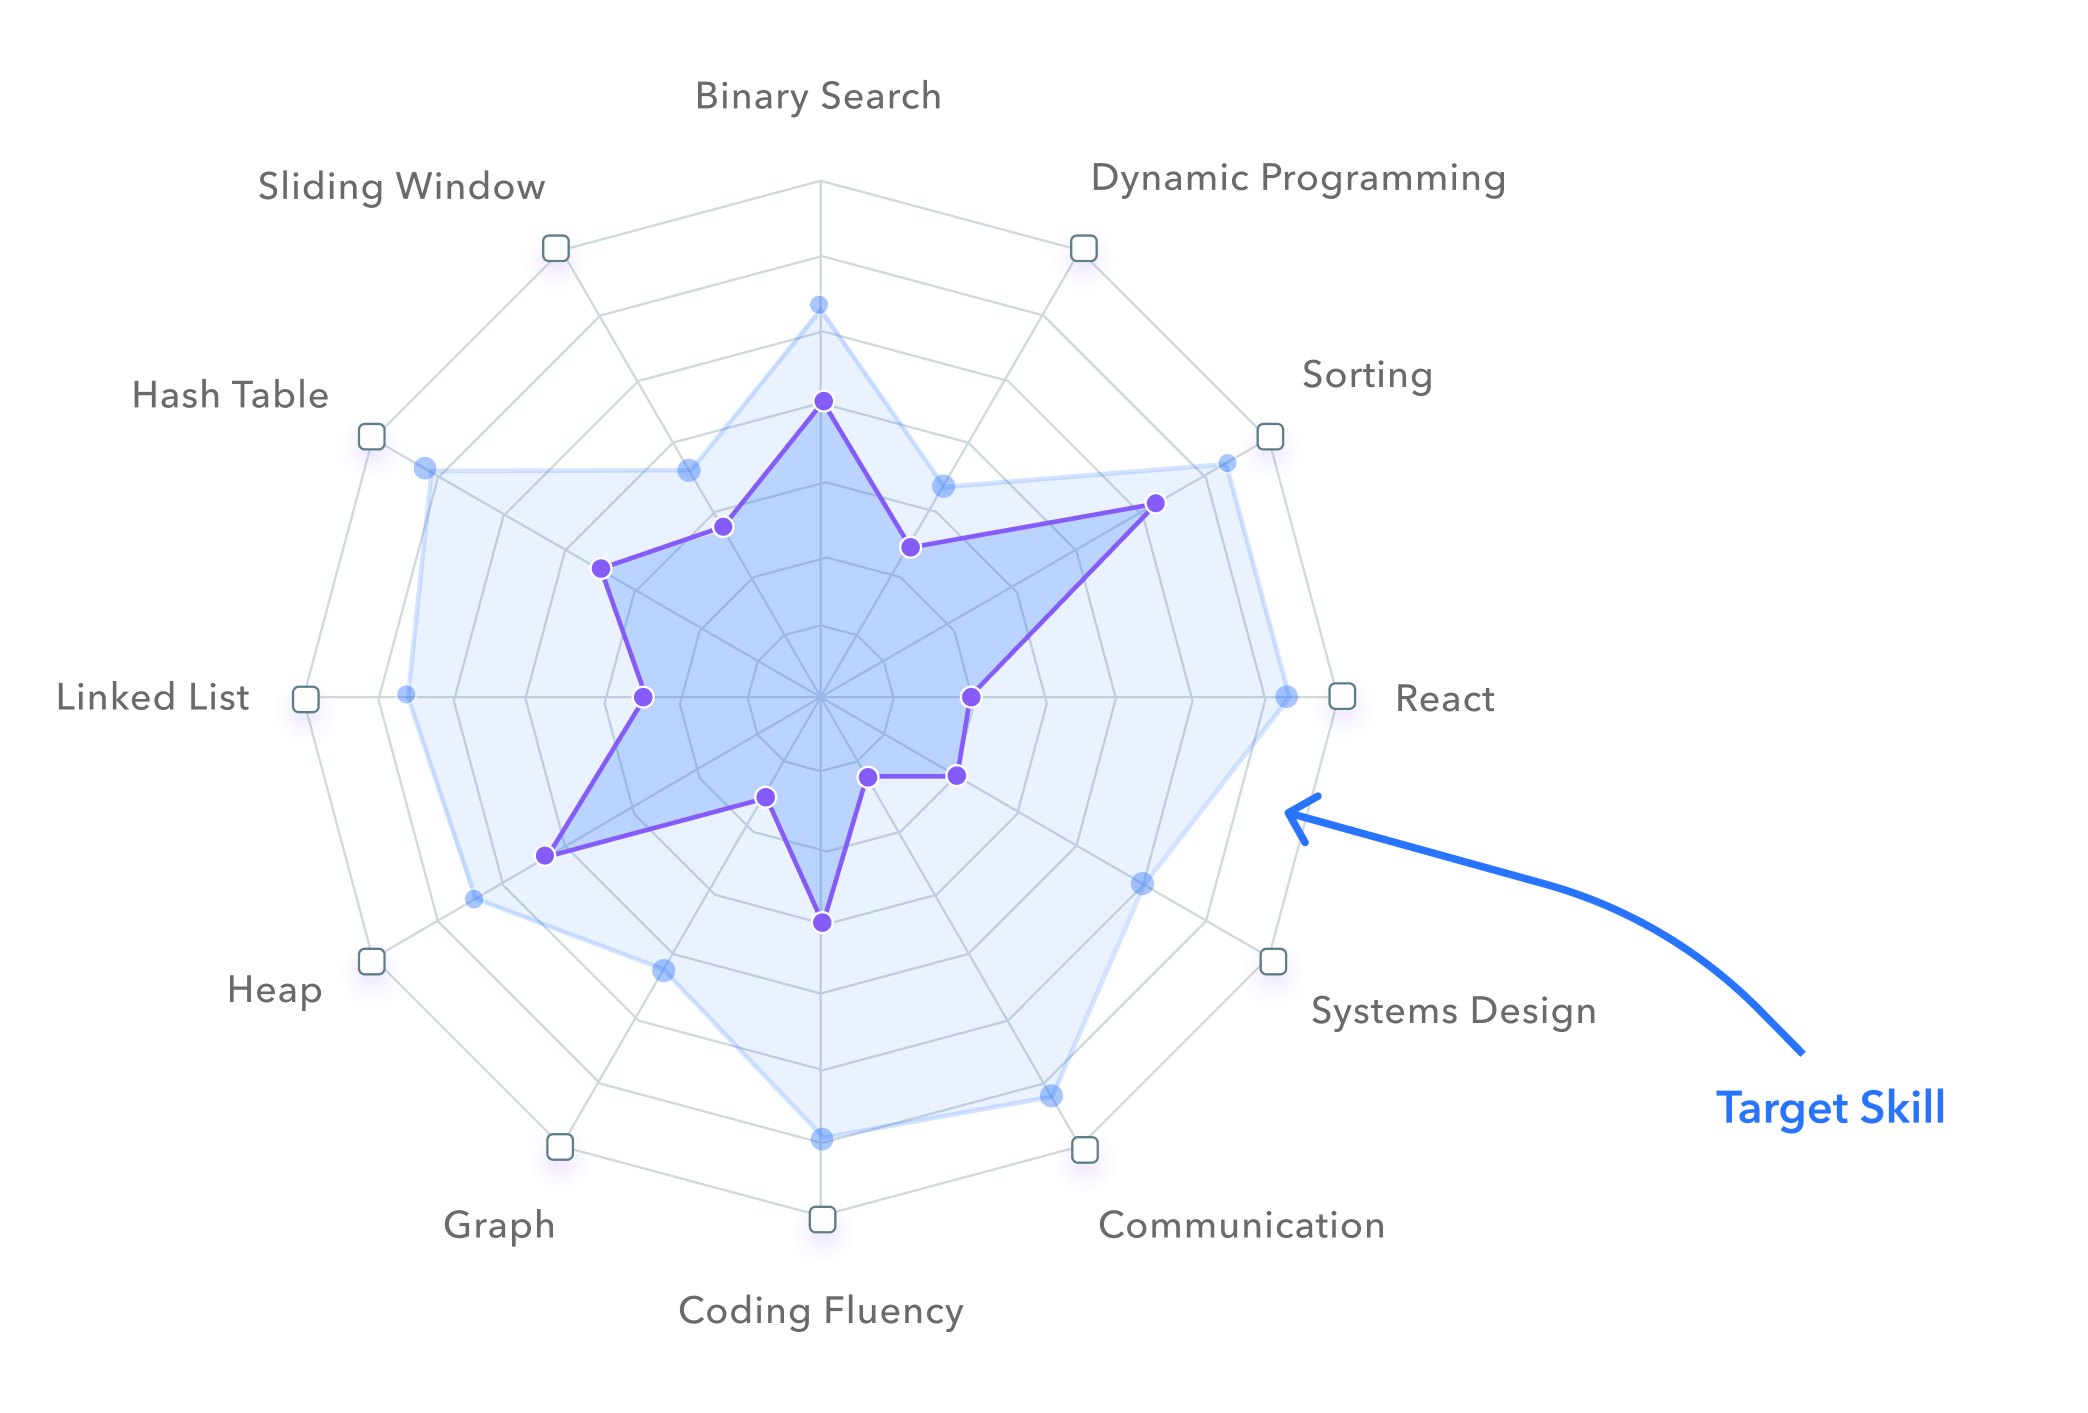 Binary Search
Dynamic Programming
Sliding Window
Sorting
Hash Table
Linked List
React
Heap
Systems Design
Target Skill
Graph
Communication
Coding Fluency